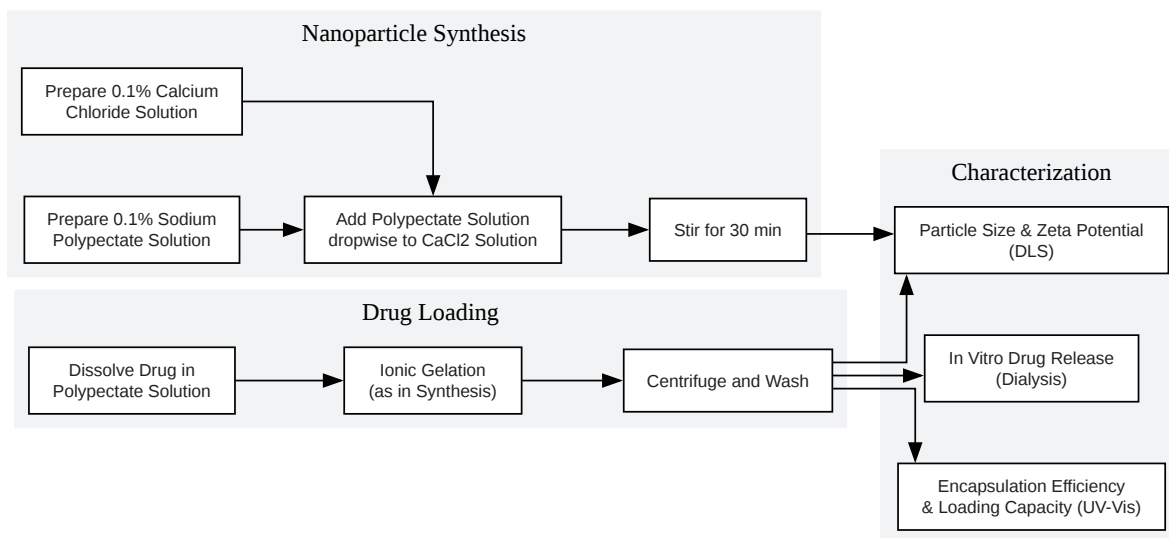 Nanoparticle Synthesis
Prepare 0.1% Calcium
Chloride Solution
Prepare 0.1% Sodium
Polypectate Solution
Add Polypectate Solution
dropwise to CaCl2 Solution
Stir for 30 min
Drug Loading
Dissolve Drug in
Polypectate Solution
Ionic Gelation
(as in Synthesis)
Centrifuge and Wash
Characterization
Particle Size & Zeta Potential
(DLS)
In Vitro Drug Release
(Dialysis)
Encapsulation Efficiency
& Loading Capacity (UV-Vis)